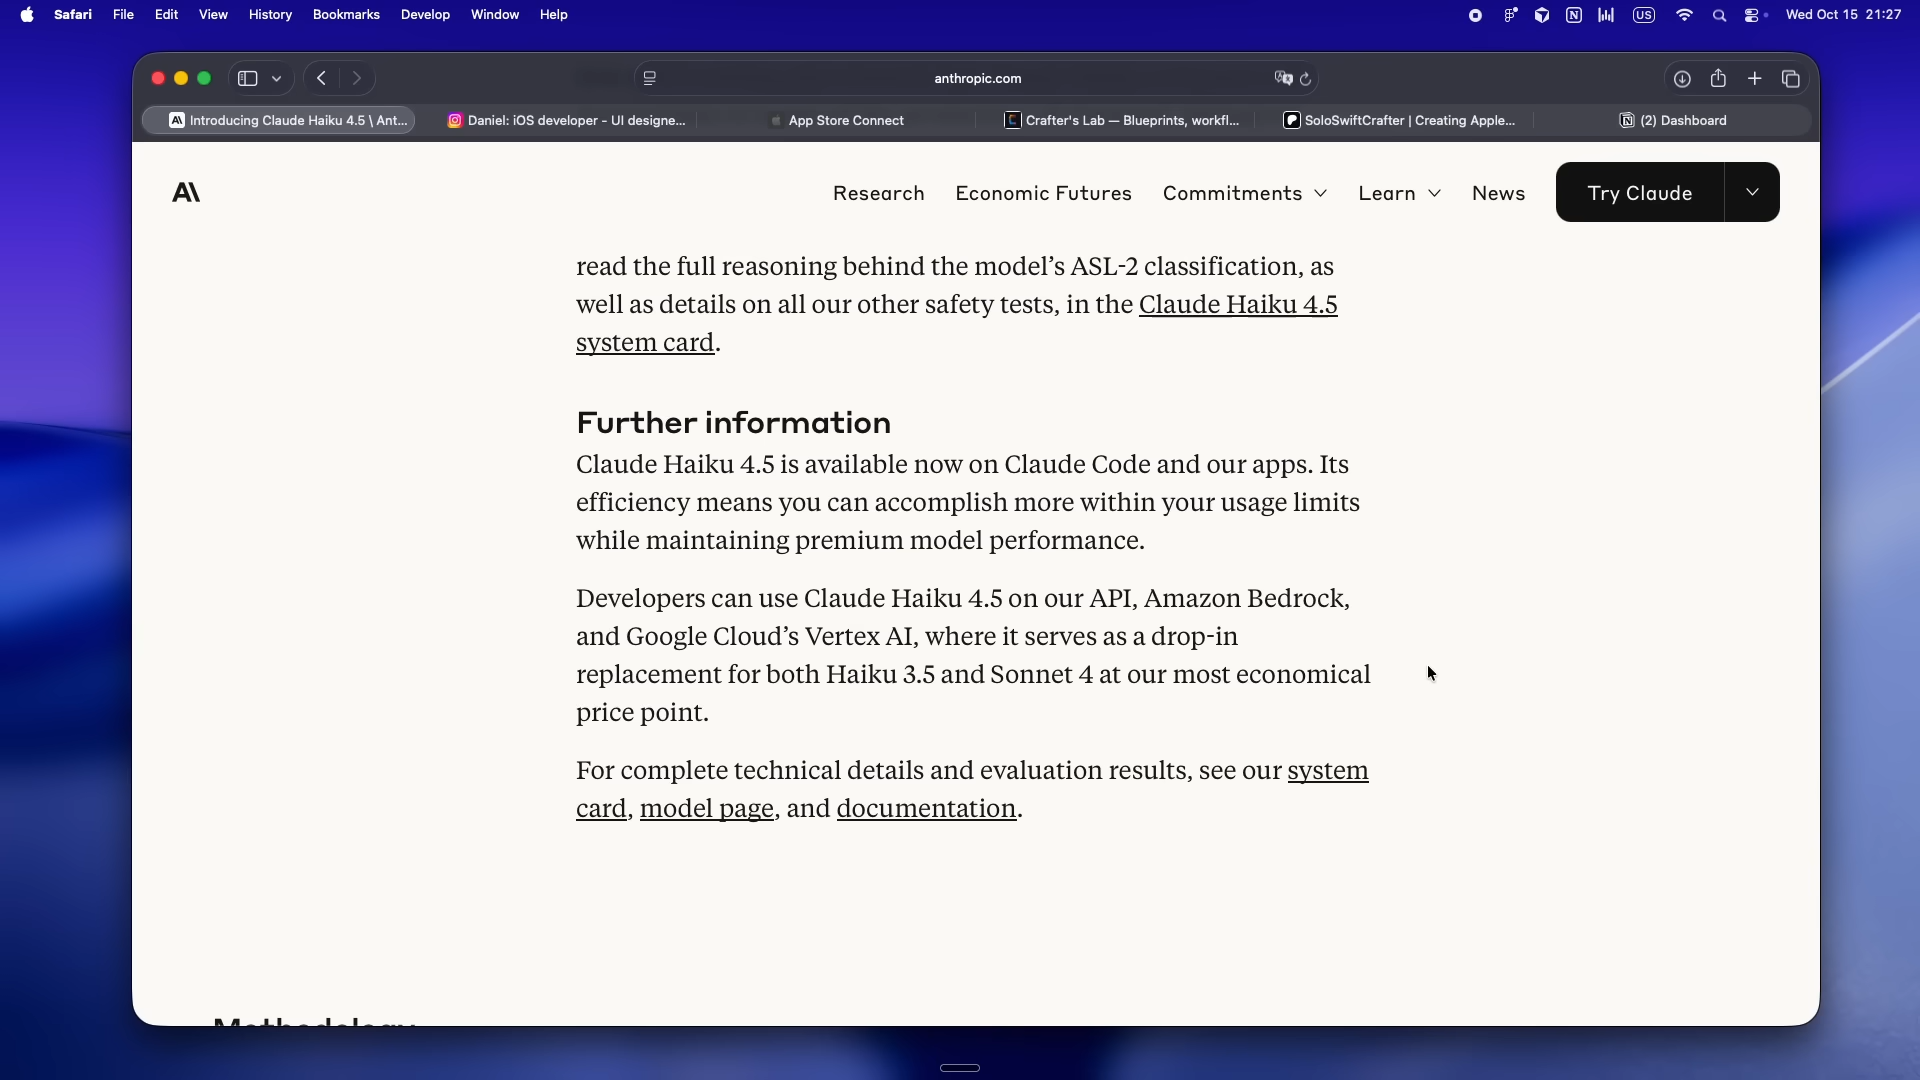 Safari File Edit View History Bookmarks Develop Window Help US Wed Oct 15 21:27
anthropic.com
Introducing Claude Haiku 4.5 \ Ant... Daniel: iOS developer - UI designe... App Store Connect Crafter's Lab — Blueprints, workfl... SoloSwiftCrafter | Creating Apple... (2) Dashboard
Research Economic Futures Commitments Learn News Try Claude
read the full reasoning behind the model’s ASL-2 classification, as
well as details on all our other safety tests, in the Claude Haiku 4.5
system card.
Further information
Claude Haiku 4.5 is available now on Claude Code and our apps. Its
efficiency means you can accomplish more within your usage limits
while maintaining premium model performance.
Developers can use Claude Haiku 4.5 on our API, Amazon Bedrock,
and Google Cloud’s Vertex AI, where it serves as a drop-in
replacement for both Haiku 3.5 and Sonnet 4 at our most economical
price point.
For complete technical details and evaluation results, see our system
card, model page, and documentation.
Methodology